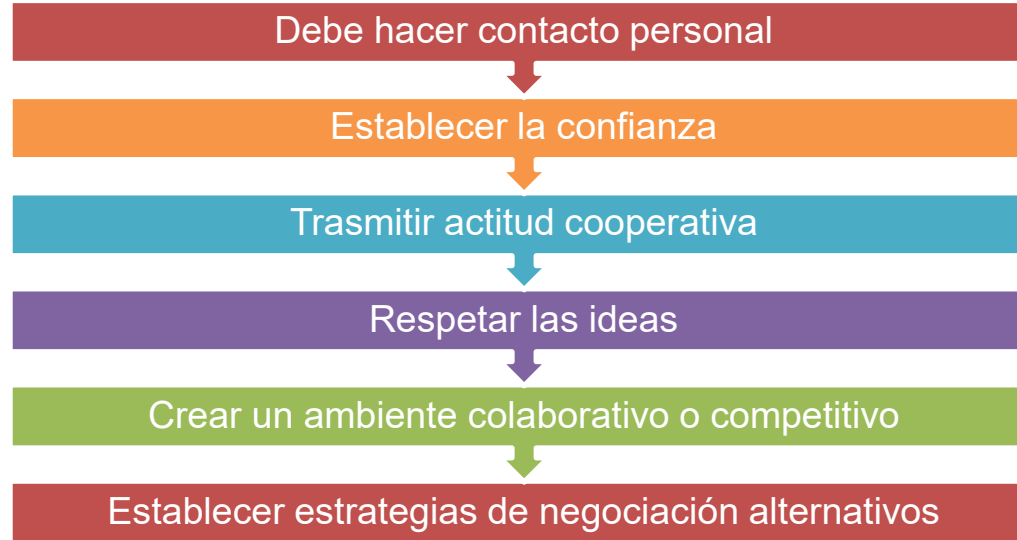 Debe hacer contacto personal
Establecer la confianza
Trasmitir actitud cooperativa
Respetar las ideas
Crear un ambiente colaborativo o competitivo
Establecer estrategias de negociación alternativos